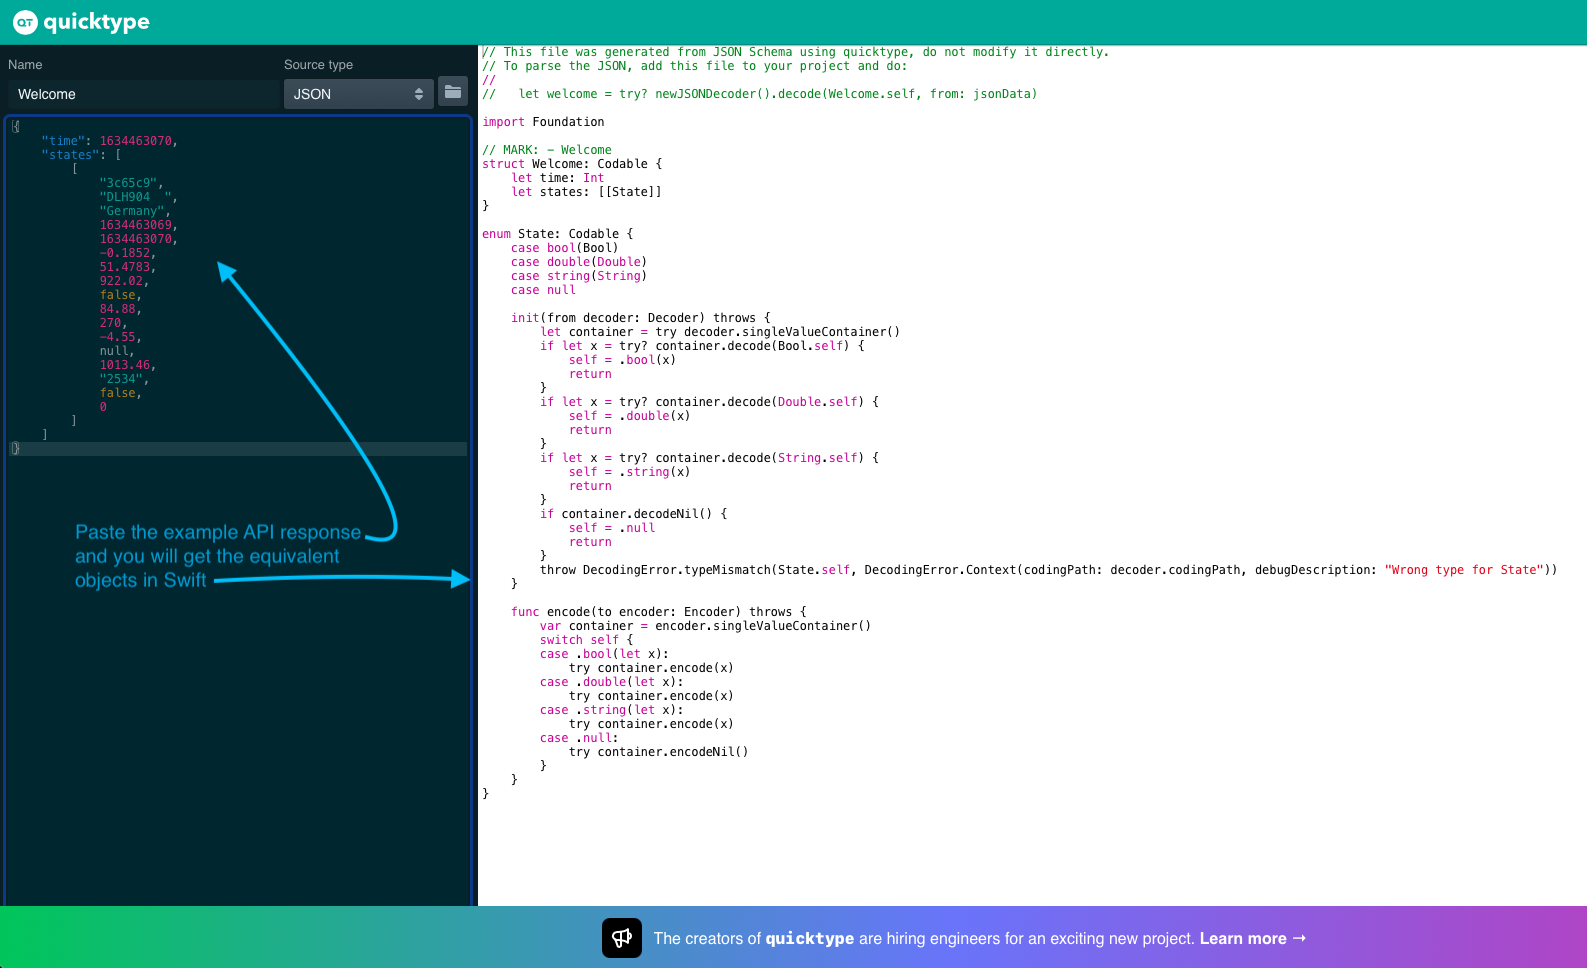 QT quicktype
Name
Source type
Welcome
JSON
{
    "time": 1634463070,
    "states": [
        [
            "3c65c9",
            "DLH904  ",
            "Germany",
            1634463069,
            1634463070,
            -0.1852,
            51.4783,
            922.02,
            false,
            84.88,
            270,
            -4.55,
            null,
            1013.46,
            "2534",
            false,
            0
        ]
    ]
}
Paste the example API response
and you will get the equivalent
objects in Swift
// This file was generated from JSON Schema using quicktype, do not modify it directly.
// To parse the JSON, add this file to your project and do:
//
//   let welcome = try? newJSONDecoder().decode(Welcome.self, from: jsonData)
import Foundation
// MARK: - Welcome
struct Welcome: Codable {
    let time: Int
    let states: [[State]]
}
enum State: Codable {
    case bool(Bool)
    case double(Double)
    case string(String)
    case null
    init(from decoder: Decoder) throws {
        let container = try decoder.singleValueContainer()
        if let x = try? container.decode(Bool.self) {
            self = .bool(x)
            return
        }
        if let x = try? container.decode(Double.self) {
            self = .double(x)
            return
        }
        if let x = try? container.decode(String.self) {
            self = .string(x)
            return
        }
        if container.decodeNil() {
            self = .null
            return
        }
        throw DecodingError.typeMismatch(State.self, DecodingError.Context(codingPath: decoder.codingPath, debugDescription: "Wrong type for State"))
    }
    func encode(to encoder: Encoder) throws {
        var container = encoder.singleValueContainer()
        switch self {
        case .bool(let x):
            try container.encode(x)
        case .double(let x):
            try container.encode(x)
        case .string(let x):
            try container.encode(x)
        case .null:
            try container.encodeNil()
        }
    }
}
The creators of quicktype are hiring engineers for an exciting new project. Learn more →